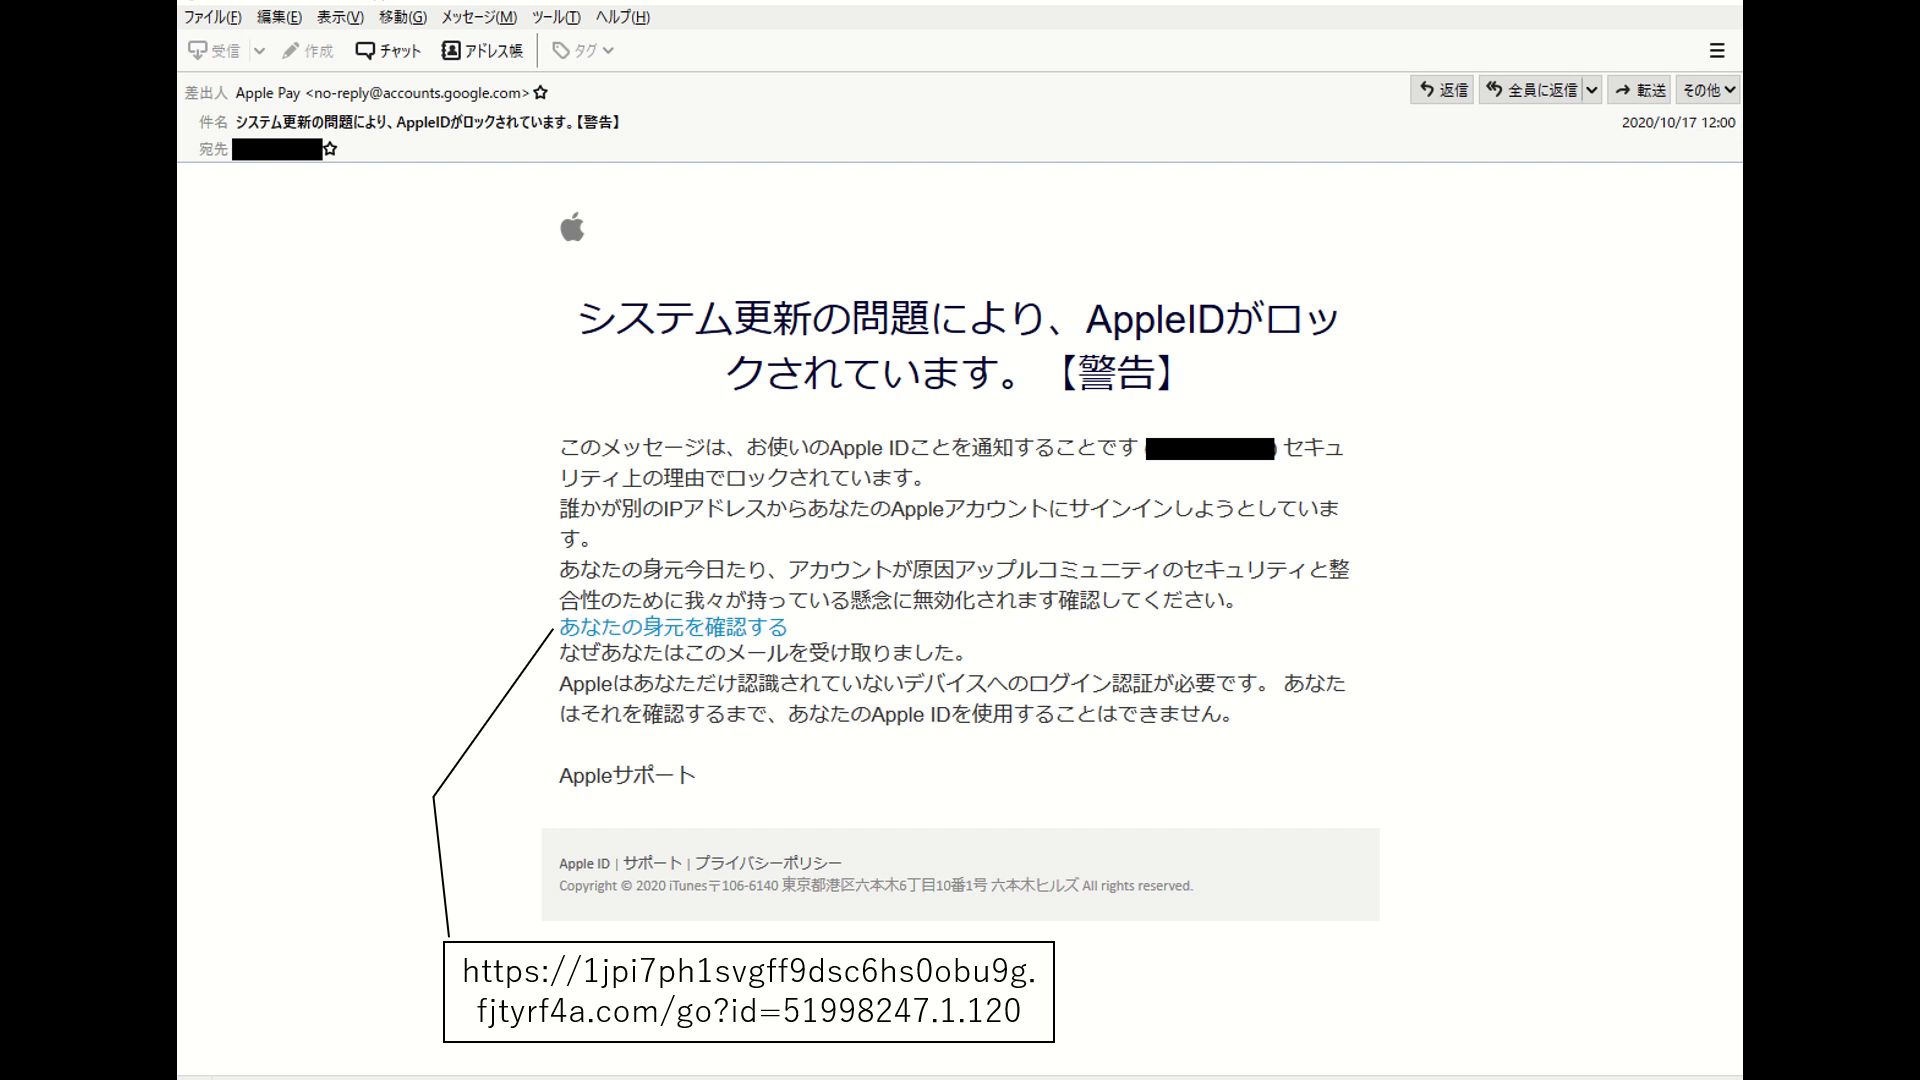 ファイル(F) 編集(E) 表示(V) 移動(G) メッセージ(M) ツール(T) ヘルプ(H)
受信 作成 チャット アドレス帳 タグ
差出人 Apple Pay <no-reply@accounts.google.com> 返信 全員に返信 転送 その他
件名 システム更新の問題により、AppleIDがロックされています。【警告】 2020/10/17 12:00
宛先
システム更新の問題により、AppleIDがロッ
クされています。【警告】
このメッセージは、お使いのApple IDことを通知することです ( ) セキュ
リティ上の理由でロックされています。
誰かが別のIPアドレスからあなたのAppleアカウントにサインインしようとしていま
す。
あなたの身元今日たり、アカウントが原因アップルコミュニティのセキュリティと整
合性のために我々が持っている懸念に無効化されます確認してください。
あなたの身元を確認する
なぜあなたはこのメールを受け取りました。
Appleはあなただけ認識されていないデバイスへのログイン認証が必要です。 あなた
はそれを確認するまで、あなたのApple IDを使用することはできません。
Appleサポート
Apple ID | サポート | プライバシーポリシー
Copyright © 2020 iTunes〒106-6140 東京都港区六本木6丁目10番1号 六本木ヒルズ All rights reserved.
https://1jpi7ph1svgff9dsc6hs0obu9g.
fjtyrf4a.com/go?id=51998247.1.120